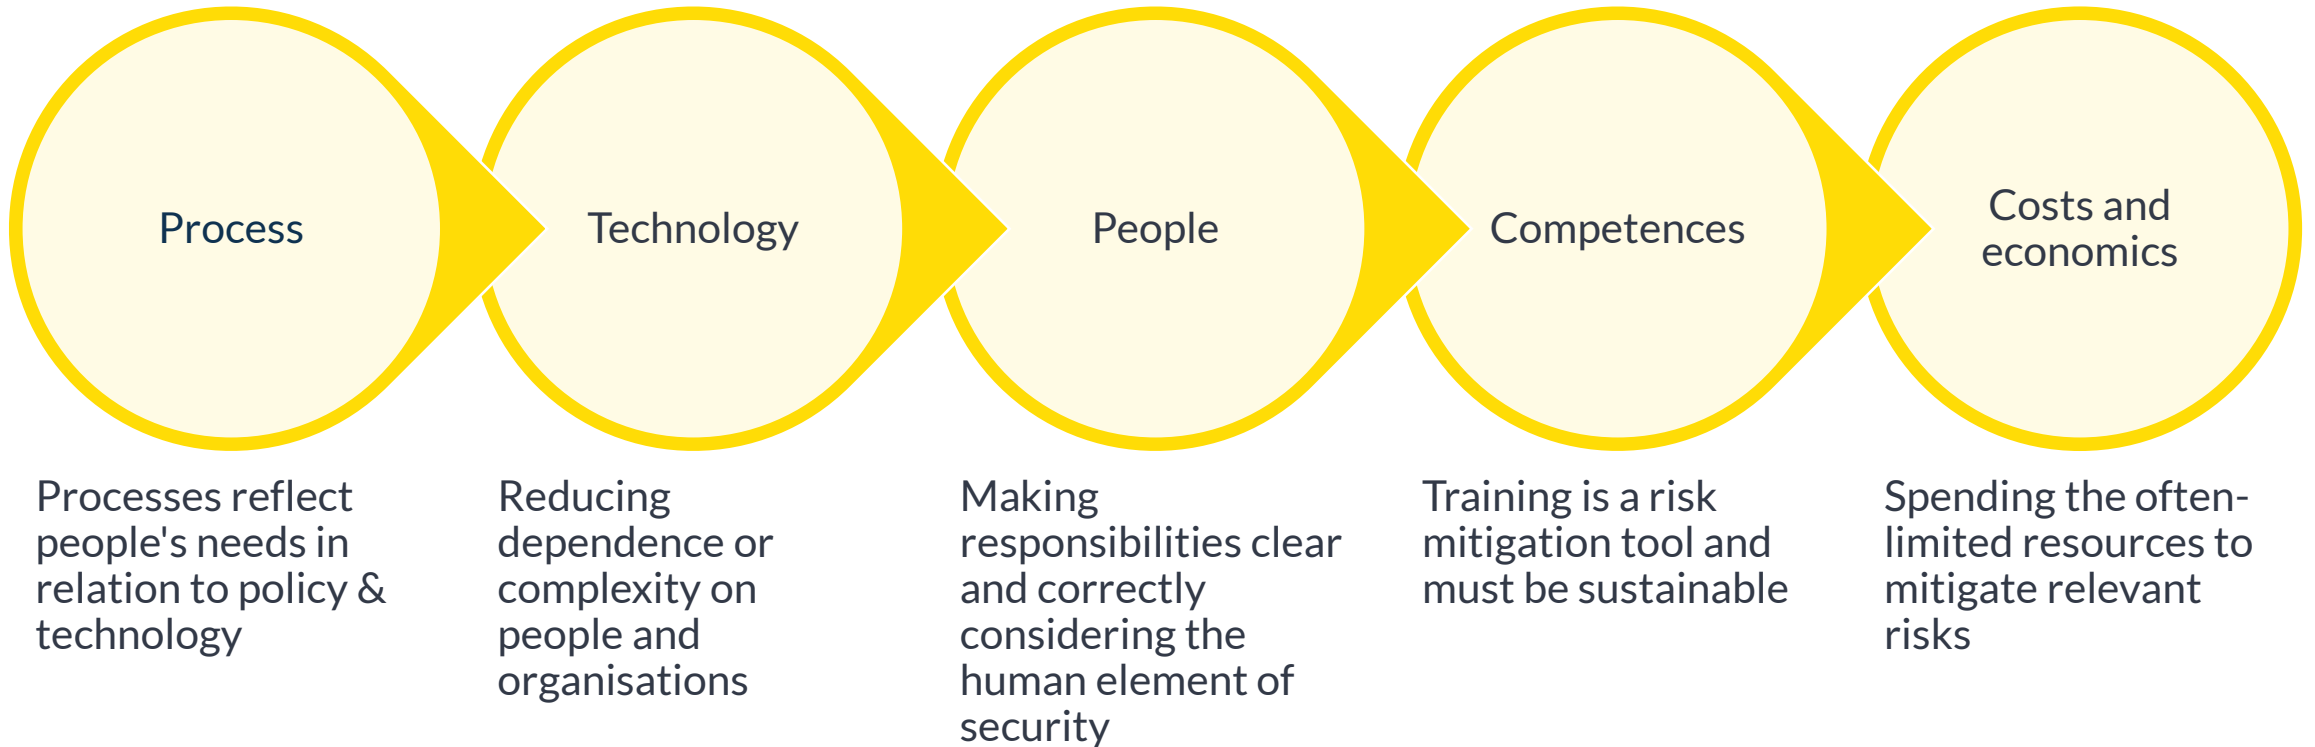 Process
Technology
People
Competences
Costs and
economics
Processes reflect
people's needs in
relation to policy &
technology
Reducing
dependence or
complexity on
people and
organisations
Making
responsibilities clear
and correctly
considering the
human element of
security
Training is a risk
mitigation tool and
must be sustainable
Spending the often-
limited resources to
mitigate relevant
risks